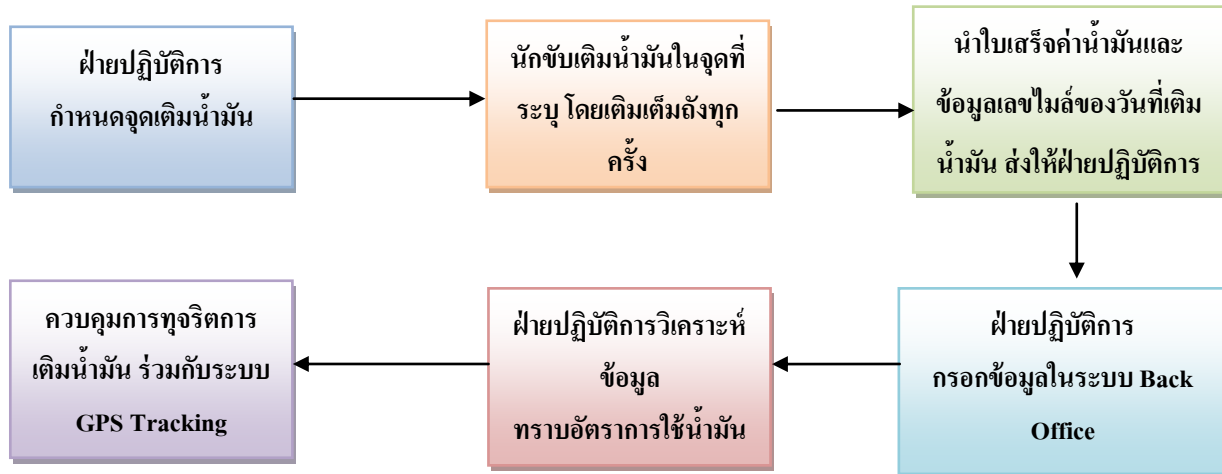 ฝ่ายปฏิบัติการ
กำหนดจุดเติมน้ำมัน
นักขับเติมน้ำมันในจุดที่
ระบุ โดยเติมเต็มถังทุก
ครั้ง
นำใบเสร็จค่าน้ำมันและ
ข้อมูลเลขไมล์ของวันที่เติม
น้ำมัน ส่งให้ฝ่ายปฏิบัติการ
ฝ่ายปฏิบัติการ
กรอกข้อมูลในระบบ Back
Office
ฝ่ายปฏิบัติการวิเคราะห์
ข้อมูล
ทราบอัตราการใช้น้ำมัน
ควบคุมการทุจริตการ
เติมน้ำมัน ร่วมกับระบบ
GPS Tracking